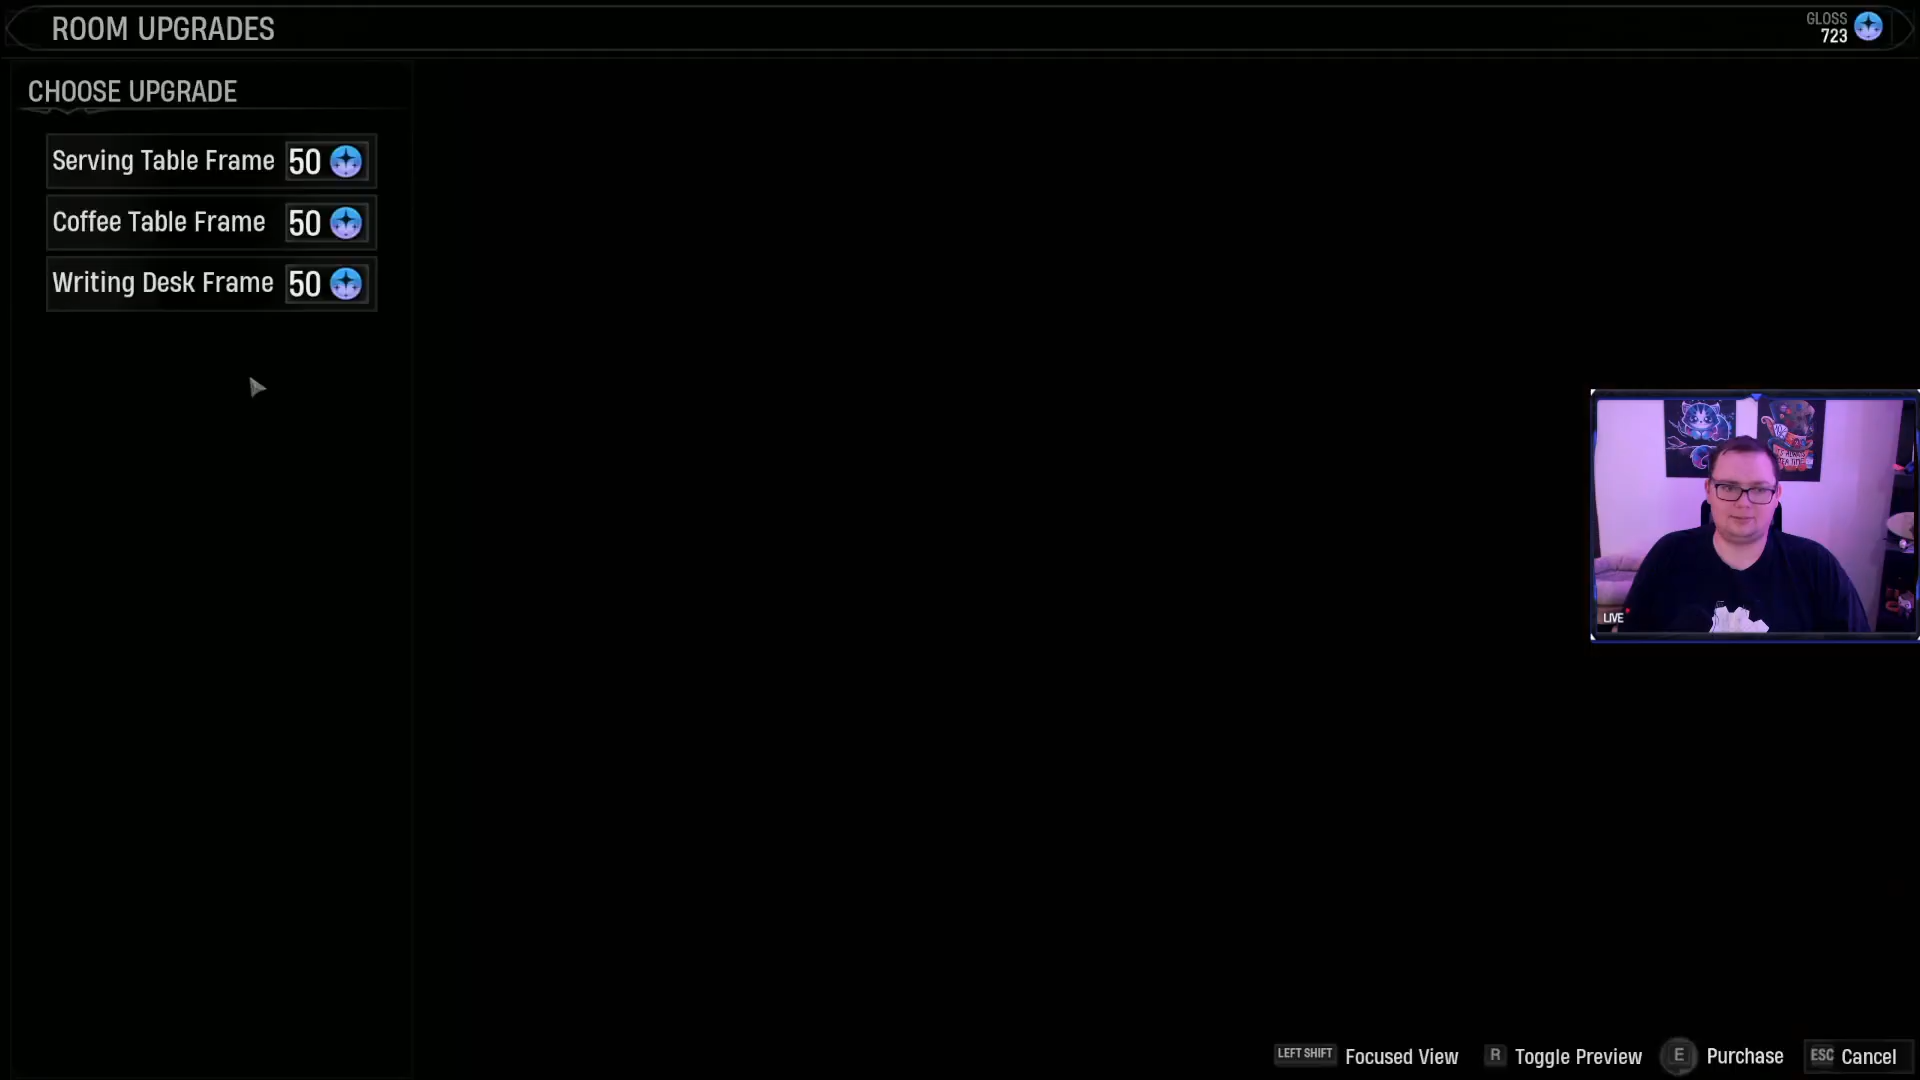 ROOM UPGRADES
GLOSS
723
CHOOSE UPGRADE
Serving Table Frame 50
Coffee Table Frame 50
Writing Desk Frame 50
LIVE
LEFT SHIFT Focused View R Toggle Preview E Purchase ESC Cancel